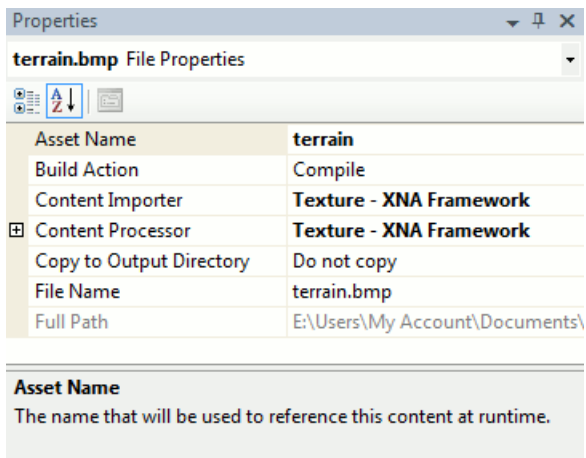 Properties
terrain.bmp File Properties
Asset Name terrain
Build Action Compile
Content Importer Texture - XNA Framework
Content Processor Texture - XNA Framework
Copy to Output Directory Do not copy
File Name terrain.bmp
Full Path E:\Users\My Account\Documents\
Asset Name
The name that will be used to reference this content at runtime.